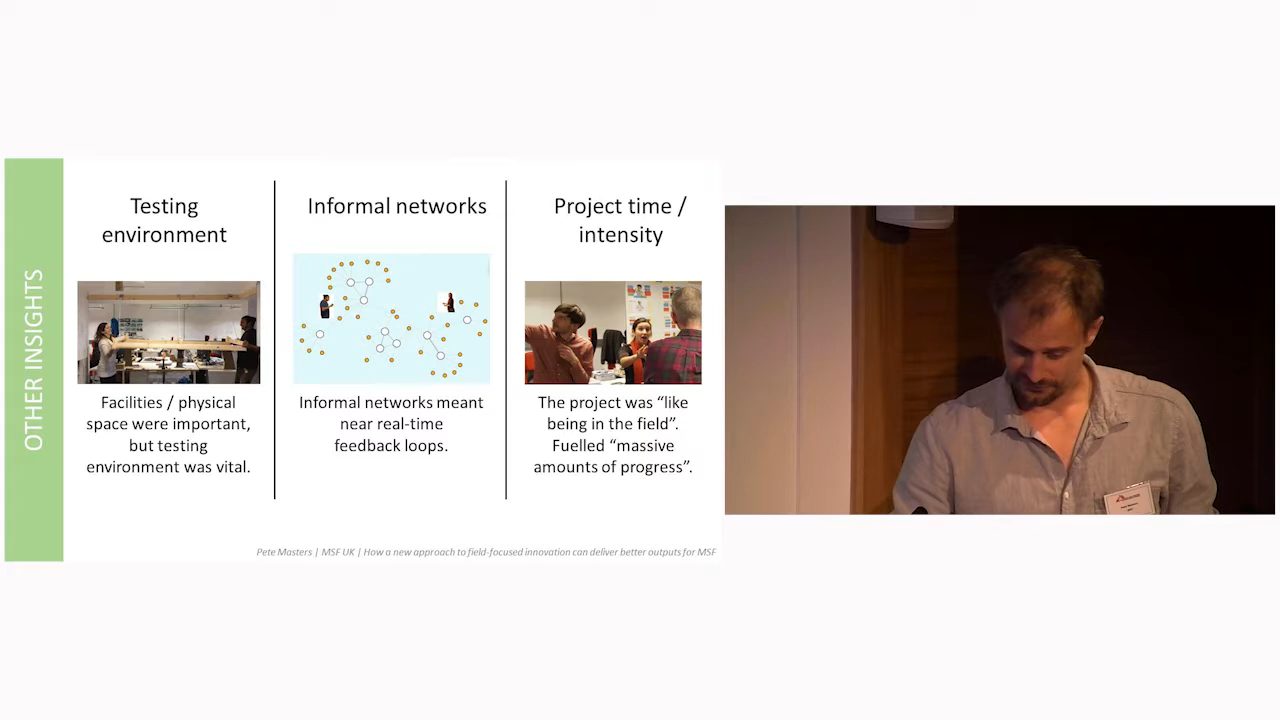 OTHER INSIGHTS
Testing
environment
Facilities / physical
space were important,
but testing
environment was vital.
Informal networks
Informal networks meant
near real-time
feedback loops.
Project time /
intensity
The project was “like
being in the field”.
Fuelled “massive
amounts of progress”.
Pete Masters | MSF UK | How a new approach to field-focused innovation can deliver better outputs for MSF